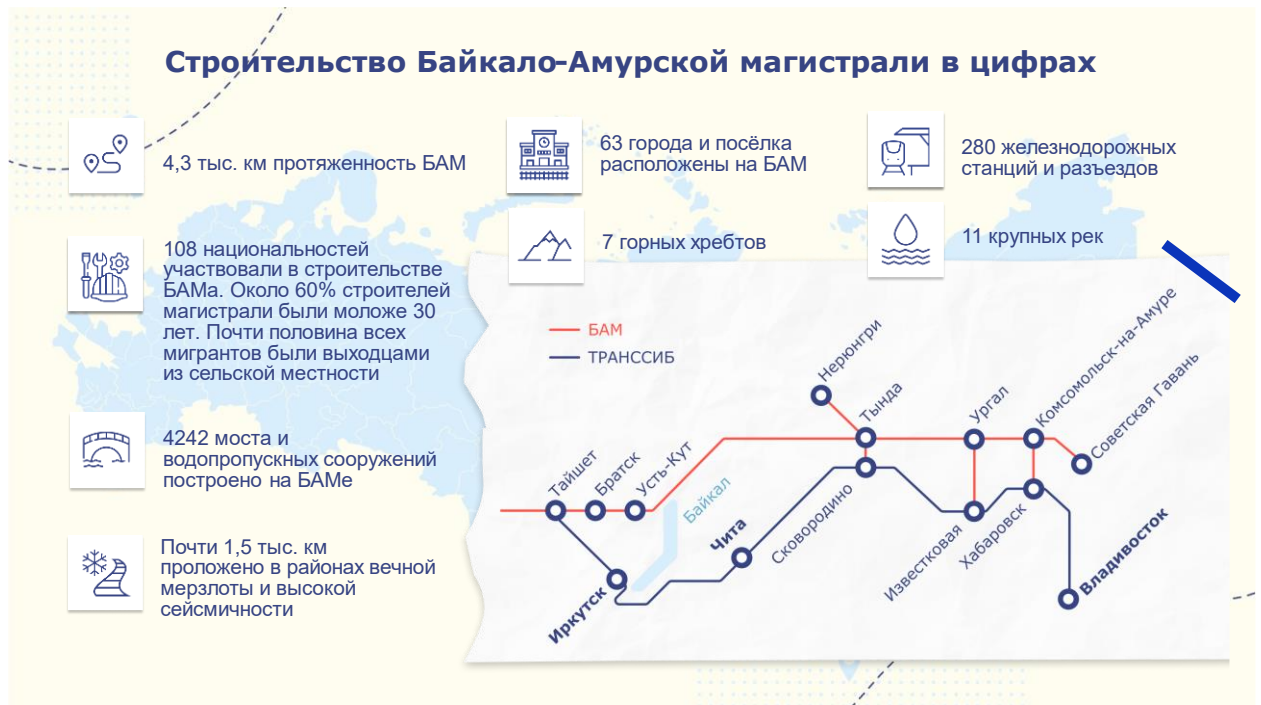 Строительство Байкало-Амурской магистрали в цифрах
4,3 тыс. км протяженность БАМ
63 города и посёлка
расположены на БАМ
280 железнодорожных
станций и разъездов
108 национальностей
участвовали в строительстве
БАМа. Около 60% строителей
магистрали были моложе 30
лет. Почти половина всех
мигрантов были выходцами
из сельской местности
7 горных хребтов
11 крупных рек
4242 моста и
водопропускных сооружений
построено на БАМе
Почти 1,5 тыс. км
проложено в районах вечной
мерзлоты и высокой
сейсмичности
БАМ
ТРАНССИБ
Тайшет
Братск
Усть-Кут
Байкал
Нерюнгри
Тында
Ургал
Комсомольск-на-Амуре
Советская Гавань
Иркутск
Чита
Сковородино
Известковая
Хабаровск
Владивосток